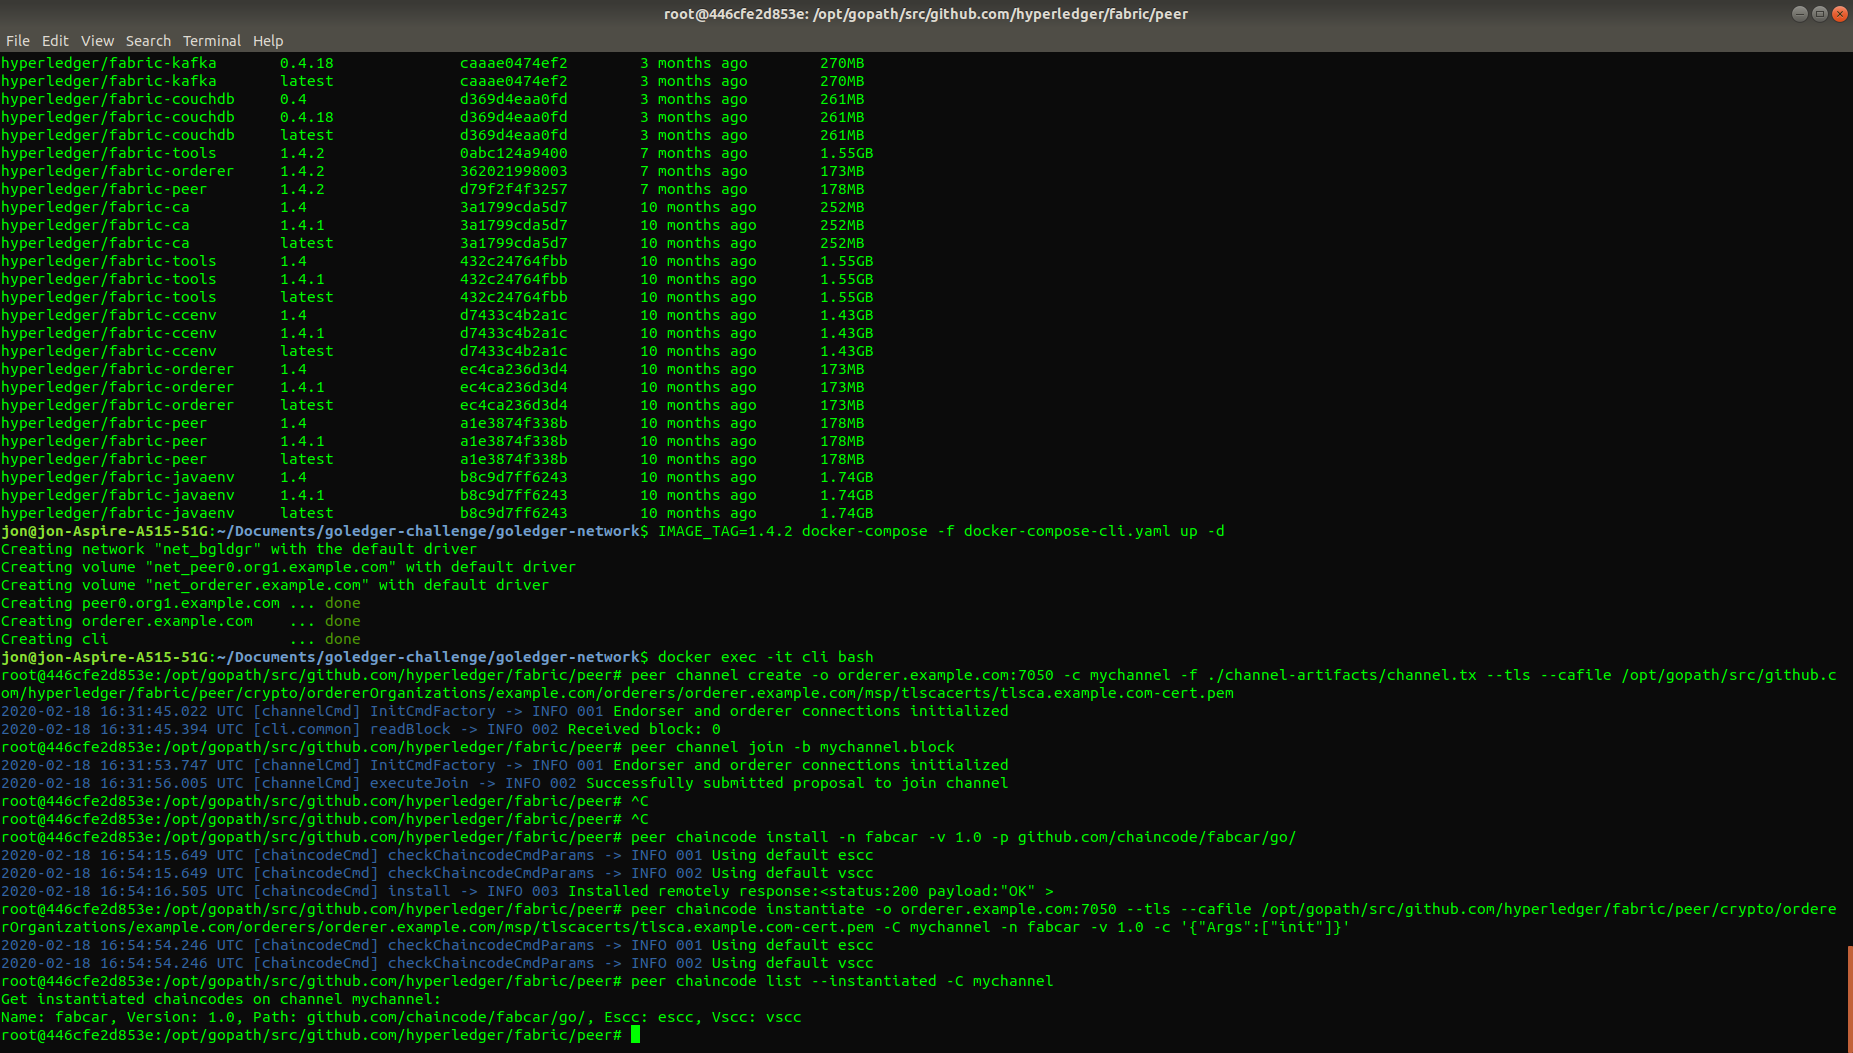 root@446cfe2d853e: /opt/gopath/src/github.com/hyperledger/fabric/peer
File Edit View Search Terminal Help
hyperledger/fabric-kafka 0.4.18 caaae0474ef2 3 months ago 270MB
hyperledger/fabric-kafka latest caaae0474ef2 3 months ago 270MB
hyperledger/fabric-couchdb 0.4 d369d4eaa0fd 3 months ago 261MB
hyperledger/fabric-couchdb 0.4.18 d369d4eaa0fd 3 months ago 261MB
hyperledger/fabric-couchdb latest d369d4eaa0fd 3 months ago 261MB
hyperledger/fabric-tools 1.4.2 0abc124a9400 7 months ago 1.55GB
hyperledger/fabric-orderer 1.4.2 362021998003 7 months ago 173MB
hyperledger/fabric-peer 1.4.2 d79f2f4f3257 7 months ago 178MB
hyperledger/fabric-ca 1.4 3a1799cda5d7 10 months ago 252MB
hyperledger/fabric-ca 1.4.1 3a1799cda5d7 10 months ago 252MB
hyperledger/fabric-ca latest 3a1799cda5d7 10 months ago 252MB
hyperledger/fabric-tools 1.4 432c24764fbb 10 months ago 1.55GB
hyperledger/fabric-tools 1.4.1 432c24764fbb 10 months ago 1.55GB
hyperledger/fabric-tools latest 432c24764fbb 10 months ago 1.55GB
hyperledger/fabric-ccenv 1.4 d7433c4b2a1c 10 months ago 1.43GB
hyperledger/fabric-ccenv 1.4.1 d7433c4b2a1c 10 months ago 1.43GB
hyperledger/fabric-ccenv latest d7433c4b2a1c 10 months ago 1.43GB
hyperledger/fabric-orderer 1.4 ec4ca236d3d4 10 months ago 173MB
hyperledger/fabric-orderer 1.4.1 ec4ca236d3d4 10 months ago 173MB
hyperledger/fabric-orderer latest ec4ca236d3d4 10 months ago 173MB
hyperledger/fabric-peer 1.4 a1e3874f338b 10 months ago 178MB
hyperledger/fabric-peer 1.4.1 a1e3874f338b 10 months ago 178MB
hyperledger/fabric-peer latest a1e3874f338b 10 months ago 178MB
hyperledger/fabric-javaenv 1.4 b8c9d7ff6243 10 months ago 1.74GB
hyperledger/fabric-javaenv 1.4.1 b8c9d7ff6243 10 months ago 1.74GB
hyperledger/fabric-javaenv latest b8c9d7ff6243 10 months ago 1.74GB
jon@jon-Aspire-A515-51G:~/Documents/goledger-challenge/goledger-network$ IMAGE_TAG=1.4.2 docker-compose -f docker-compose-cli.yaml up -d
Creating network "net_bgldgr" with the default driver
Creating volume "net_peer0.org1.example.com" with default driver
Creating volume "net_orderer.example.com" with default driver
Creating peer0.org1.example.com ... done
Creating orderer.example.com ... done
Creating cli ... done
jon@jon-Aspire-A515-51G:~/Documents/goledger-challenge/goledger-network$ docker exec -it cli bash
root@446cfe2d853e:/opt/gopath/src/github.com/hyperledger/fabric/peer# peer channel create -o orderer.example.com:7050 -c mychannel -f ./channel-artifacts/channel.tx --tls --cafile /opt/gopath/src/github.c
om/hyperledger/fabric/peer/crypto/ordererOrganizations/example.com/orderers/orderer.example.com/msp/tlscacerts/tlsca.example.com-cert.pem
2020-02-18 16:31:45.022 UTC [channelCmd] InitCmdFactory -> INFO 001 Endorser and orderer connections initialized
2020-02-18 16:31:45.394 UTC [cli.common] readBlock -> INFO 002 Received block: 0
root@446cfe2d853e:/opt/gopath/src/github.com/hyperledger/fabric/peer# peer channel join -b mychannel.block
2020-02-18 16:31:53.747 UTC [channelCmd] InitCmdFactory -> INFO 001 Endorser and orderer connections initialized
2020-02-18 16:31:56.005 UTC [channelCmd] executeJoin -> INFO 002 Successfully submitted proposal to join channel
root@446cfe2d853e:/opt/gopath/src/github.com/hyperledger/fabric/peer# ^C
root@446cfe2d853e:/opt/gopath/src/github.com/hyperledger/fabric/peer# ^C
root@446cfe2d853e:/opt/gopath/src/github.com/hyperledger/fabric/peer# peer chaincode install -n fabcar -v 1.0 -p github.com/chaincode/fabcar/go/
2020-02-18 16:54:15.649 UTC [chaincodeCmd] checkChaincodeCmdParams -> INFO 001 Using default escc
2020-02-18 16:54:15.649 UTC [chaincodeCmd] checkChaincodeCmdParams -> INFO 002 Using default vscc
2020-02-18 16:54:16.505 UTC [chaincodeCmd] install -> INFO 003 Installed remotely response:<status:200 payload:"OK" >
root@446cfe2d853e:/opt/gopath/src/github.com/hyperledger/fabric/peer# peer chaincode instantiate -o orderer.example.com:7050 --tls --cafile /opt/gopath/src/github.com/hyperledger/fabric/peer/crypto/ordere
rOrganizations/example.com/orderers/orderer.example.com/msp/tlscacerts/tlsca.example.com-cert.pem -C mychannel -n fabcar -v 1.0 -c '{"Args":["init"]}'
2020-02-18 16:54:54.246 UTC [chaincodeCmd] checkChaincodeCmdParams -> INFO 001 Using default escc
2020-02-18 16:54:54.246 UTC [chaincodeCmd] checkChaincodeCmdParams -> INFO 002 Using default vscc
root@446cfe2d853e:/opt/gopath/src/github.com/hyperledger/fabric/peer# peer chaincode list --instantiated -C mychannel
Get instantiated chaincodes on channel mychannel:
Name: fabcar, Version: 1.0, Path: github.com/chaincode/fabcar/go/, Escc: escc, Vscc: vscc
root@446cfe2d853e:/opt/gopath/src/github.com/hyperledger/fabric/peer#